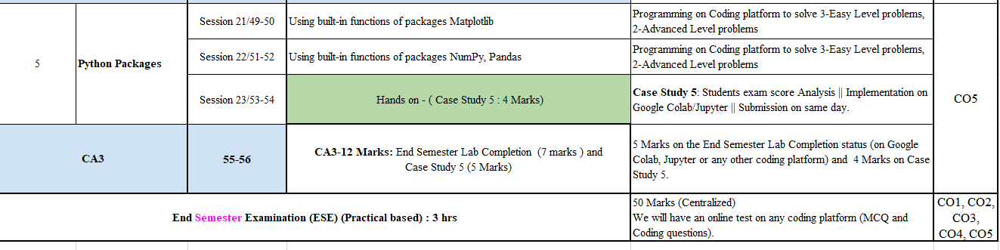 5
Python Packages
Session 21/49-50
Using built-in functions of packages Matplotlib
Programming on Coding platform to solve 3-Easy Level problems,
2-Advanced Level problems
Session 22/51-52
Using built-in functions of packages NumPy, Pandas
Programming on Coding platform to solve 3-Easy Level problems,
2-Advanced Level problems
Session 23/53-54
Hands on - ( Case Study 5 : 4 Marks)
Case Study 5: Students exam score Analysis || Implementation on
Google Colab/Jupyter || Submission on same day.
CO5
CA3
55-56
CA3-12 Marks: End Semester Lab Completion (7 marks ) and
Case Study 5 (5 Marks)
5 Marks on the End Semester Lab Completion status (on Google
Colab, Jupyter or any other coding platform) and 4 Marks on Case
Study 5.
End Semester Examination (ESE) (Practical based) : 3 hrs
50 Marks (Centralized)
We will have an online test on any coding platform (MCQ and
Coding questions).
CO1, CO2,
CO3,
CO4, CO5